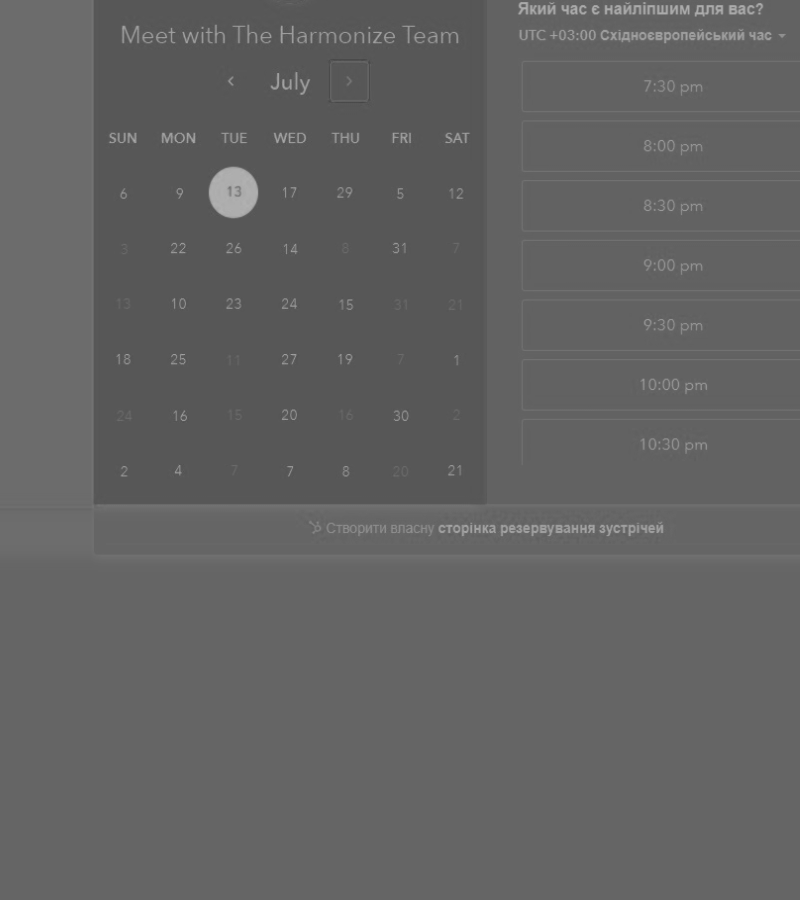 Meet with The Harmonize Team
July
SUN MON TUE WED THU FRI SAT
6 9 13 17 29 5 12
3 22 26 14 8 31 7
13 10 23 24 15 31 21
18 25 11 27 19 7 1
24 16 15 20 16 30 2
2 4 7 7 8 20 21
Який час є найліпшим для вас?
UTC +03:00 Східноєвропейський час
7:30 pm
8:00 pm
8:30 pm
9:00 pm
9:30 pm
10:00 pm
10:30 pm
Створити власну сторінка резервування зустрічей